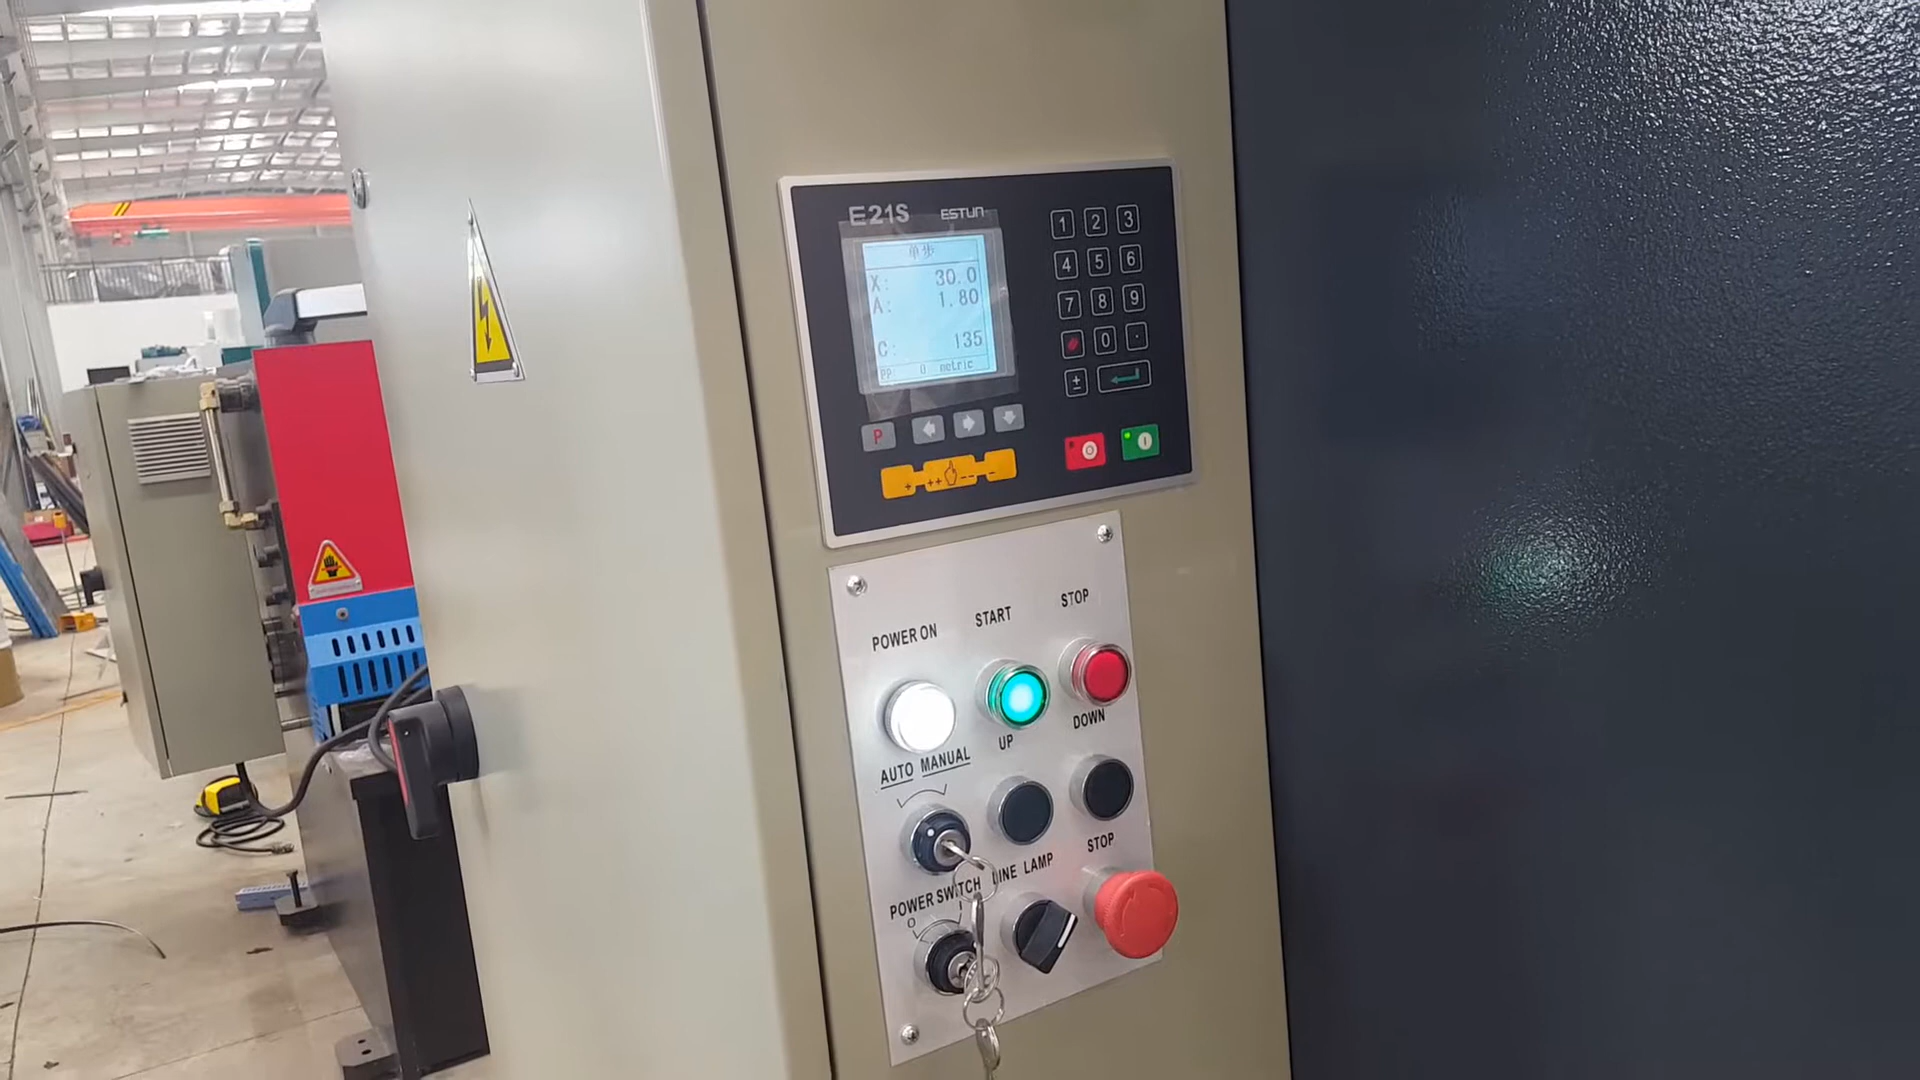 E21S ESTUN
单步
X: 30.0
A: 1.80
C: 135
PP: 0 metric
1 2 3
4 5 6
7 8 9
0 .
±
P
+ ++ -- -
POWER ON START STOP
AUTO MANUAL UP DOWN
POWER SWITCH LINE LAMP STOP
O I